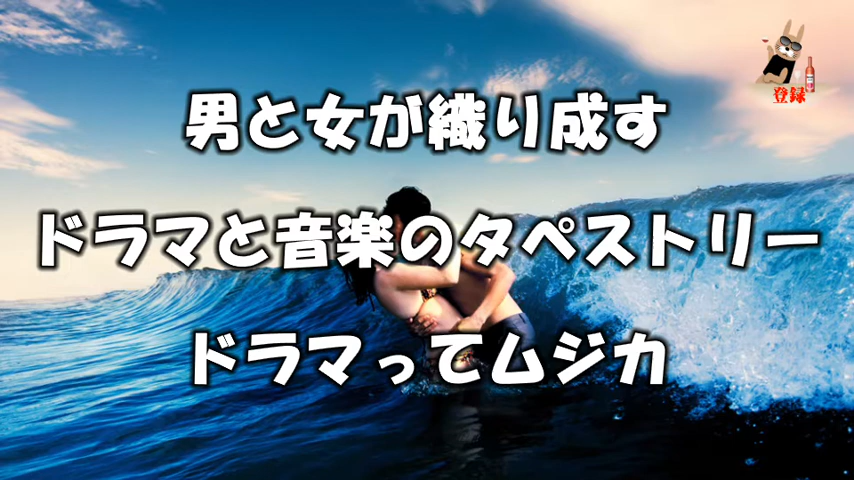 男と女が織り成す
ドラマと音楽のタペストリー
ドラマってムジカ
登録